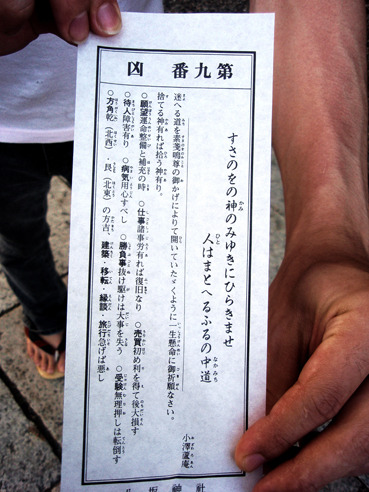 第九番 凶
すさのをの神のみゆきにひらきませ
人はまとへるふるの中道
小澤蘆庵
迷へる道を素戔嗚尊の御かげによりて開いていたゞくように一生懸命に御祈願なさい。
捨てる神有れば拾う神有り。
○願望運命整備と補充の時 ○仕事諸事労有れば復旧なり ○売買初め利を得て後大損す
○待人障害有り ○病気用心すべし ○勝負事抜け駆けは大事を失う ○受験無理押しは転倒す
○方角乾(北西)・艮(北東)の方吉、建築・移転・縁談・旅行急げば悪し